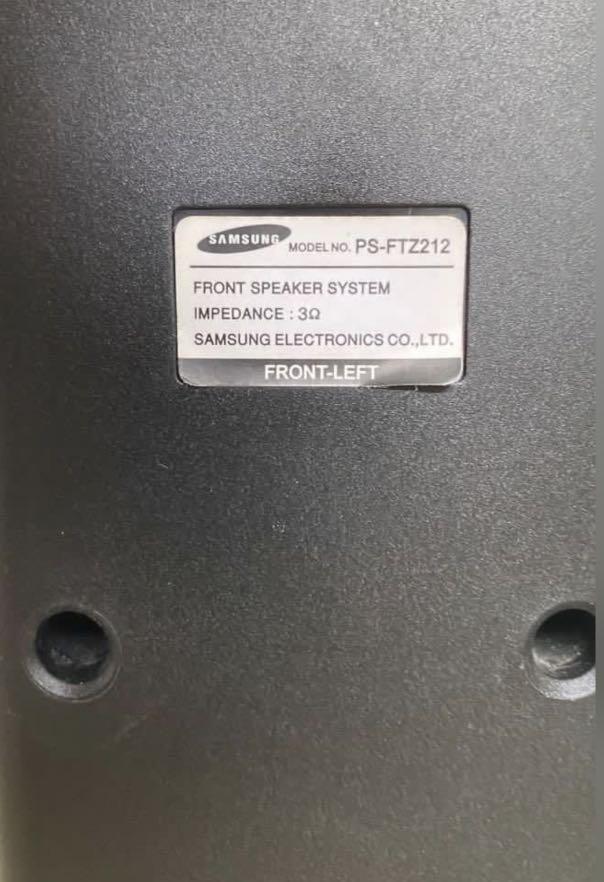 SAMSUNG MODEL NO. PS-FTZ212
FRONT SPEAKER SYSTEM
IMPEDANCE : 3Ω
SAMSUNG ELECTRONICS CO.,LTD.
FRONT-LEFT